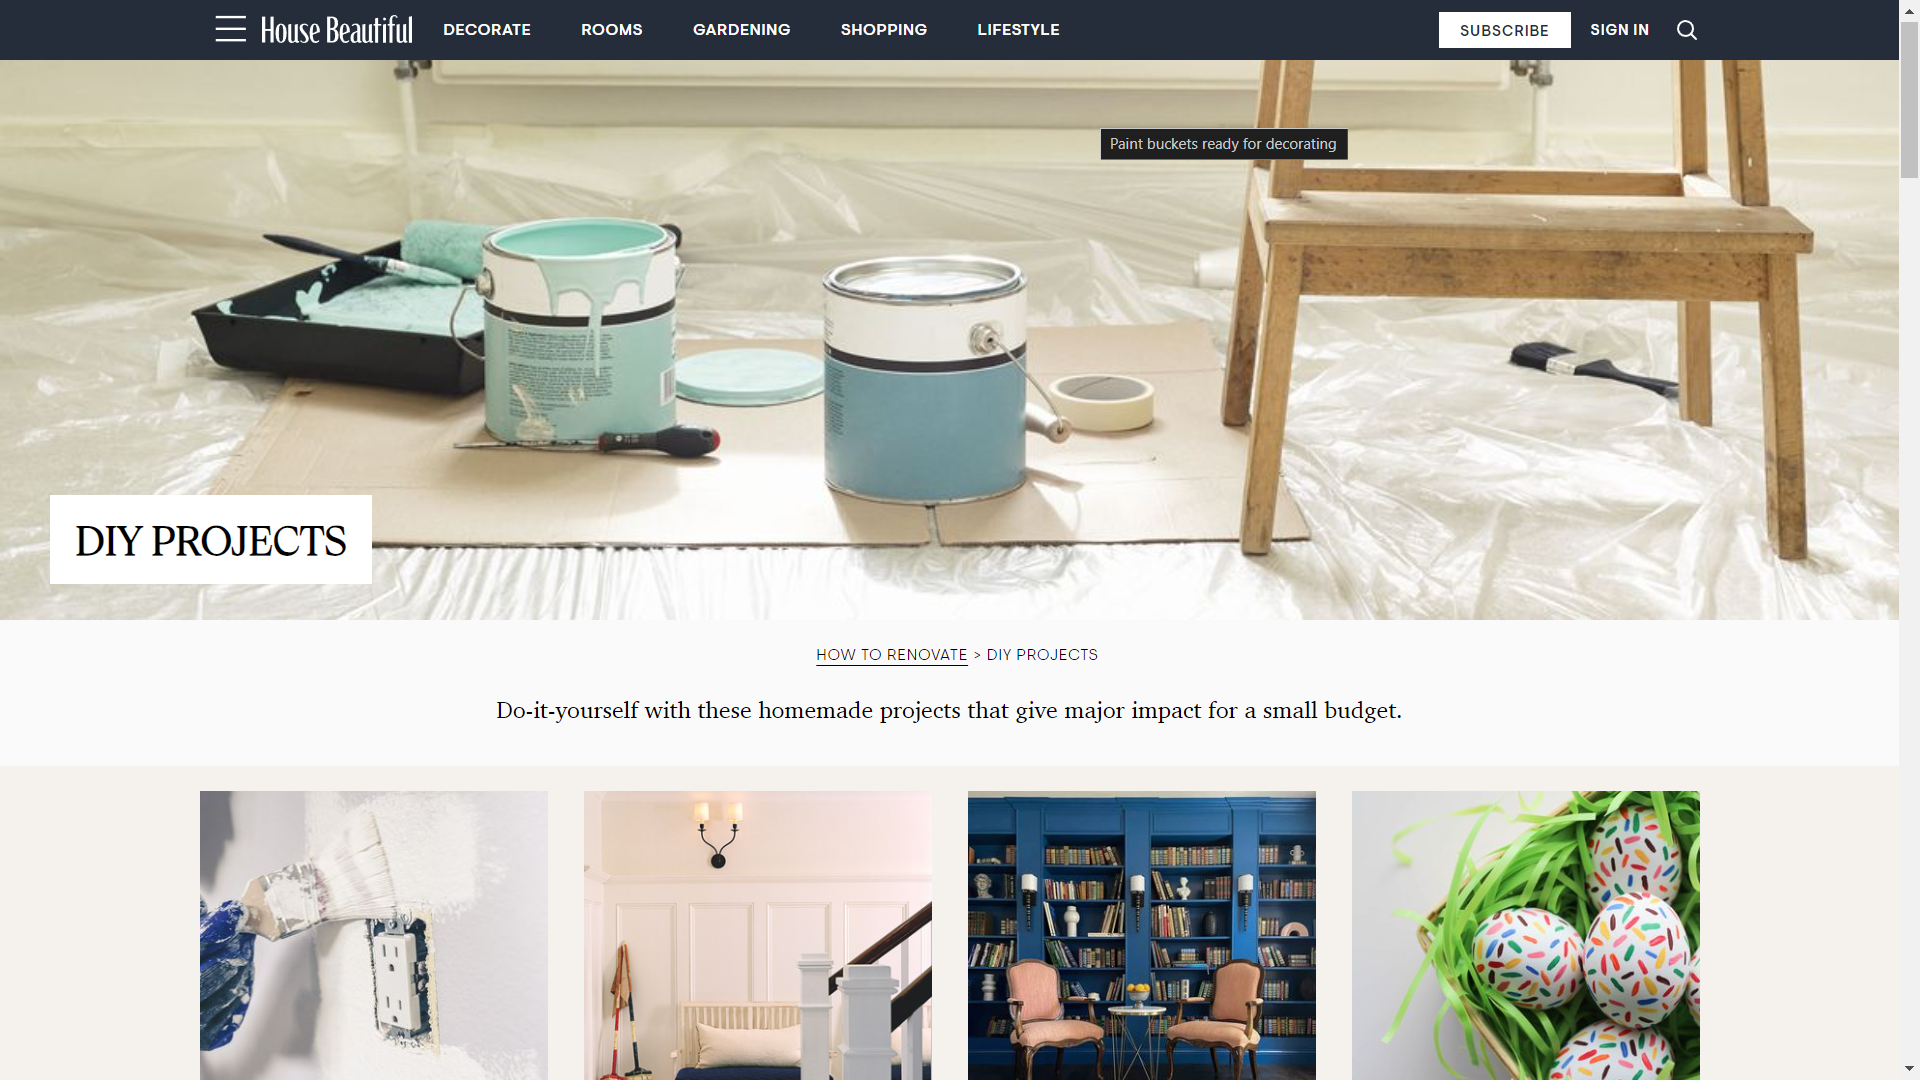 House Beautiful
DECORATE
ROOMS
GARDENING
SHOPPING
LIFESTYLE
SUBSCRIBE
SIGN IN
Paint buckets ready for decorating
DIY PROJECTS
HOW TO RENOVATE > DIY PROJECTS
Do-it-yourself with these homemade projects that give major impact for a small budget.